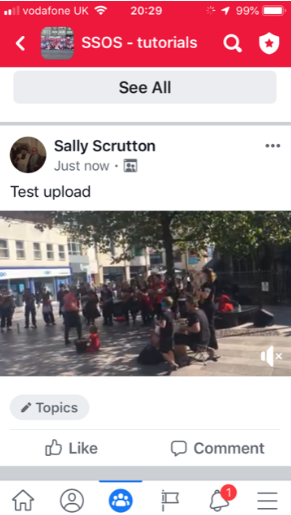 vodafone UK 20:29 99%
SSOS - tutorials
See All
Sally Scrutton
Just now ·
Test upload
Topics
Like Comment
1